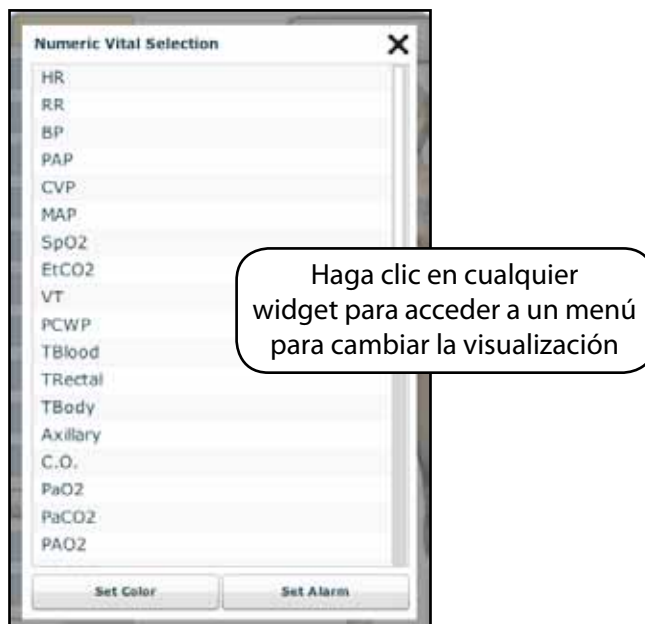 Numeric Vital Selection
HR
RR
BP
PAP
CVP
MAP
SpO2
EtCO2
VT
PCWP
TBlood
TRectal
TBody
Axillary
C.O.
PaO2
PaCO2
PAO2
Set Color
Set Alarm
Haga clic en cualquier
widget para acceder a un menú
para cambiar la visualización